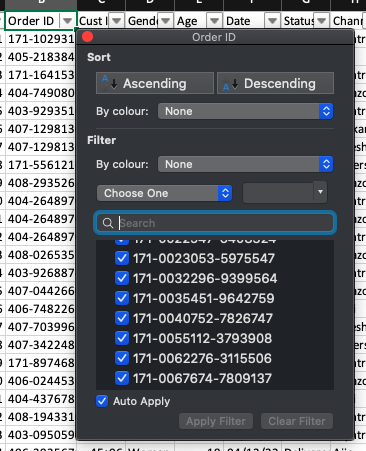 B
Order ID Cust I Gende Age Date Status Chan
Order ID
171-102931
405-218384
171-164153
404-749080
403-929351
407-129813
407-129813
171-556121
408-293526
404-264897
404-264897
404-264897
408-026535
403-926887
407-044266
406-748226
407-703996
407-342248
171-897468
406-024453
404-437678
408-194331
403-095059
Sort
Ascending Descending
By colour: None
Filter
By colour: None
Choose One
Search
171-0022547-8408324
171-0023053-5975547
171-0032296-9399564
171-0035451-9642759
171-0040752-7826747
171-0055112-3793908
171-0062276-3115506
171-0067674-7809137
Auto Apply
Apply Filter Clear Filter